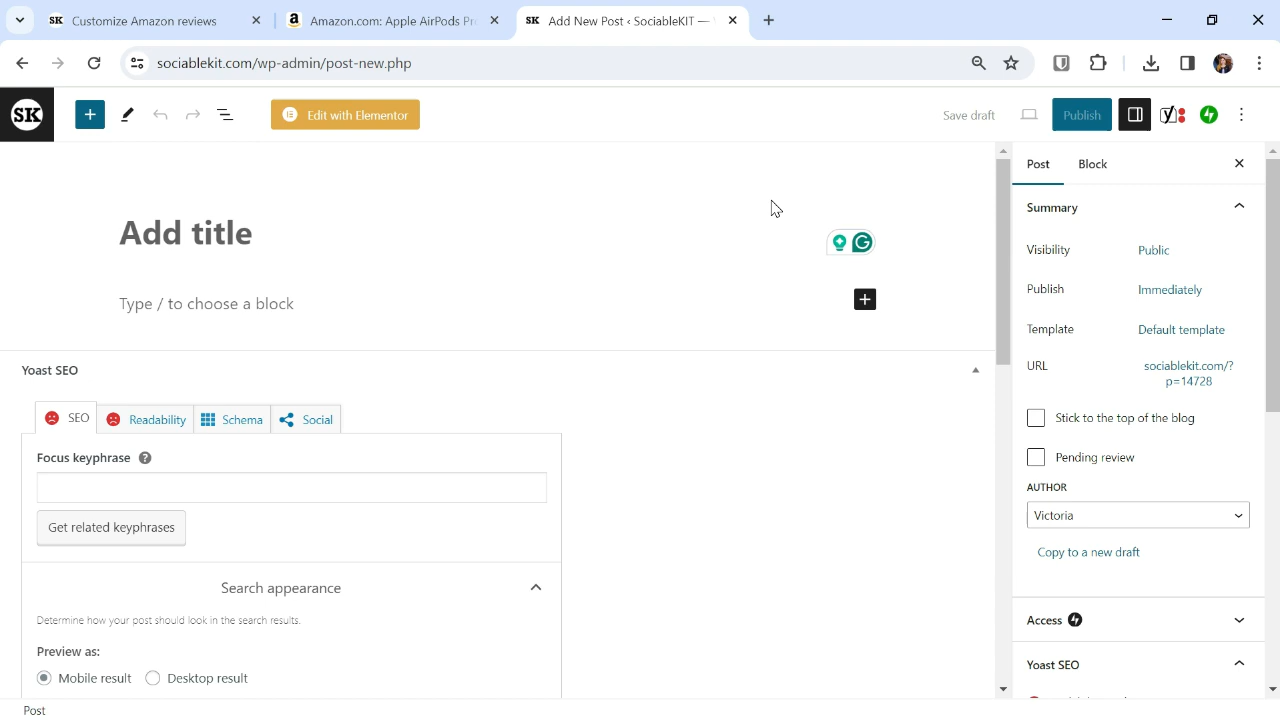 SK Customize Amazon reviews
a Amazon.com: Apple AirPods Pr
SK Add New Post ‹ SociableKIT —
sociablekit.com/wp-admin/post-new.php
SK
Edit with Elementor
Save draft
Publish
Post
Block
Summary
Add title
Visibility
Public
Publish
Immediately
Type / to choose a block
Template
Default template
URL
sociablekit.com/?
p=14728
Yoast SEO
SEO
Readability
Schema
Social
Stick to the top of the blog
Focus keyphrase
Pending review
AUTHOR
Victoria
Get related keyphrases
Copy to a new draft
Search appearance
Determine how your post should look in the search results.
Access
Preview as:
Yoast SEO
Mobile result
Desktop result
Post